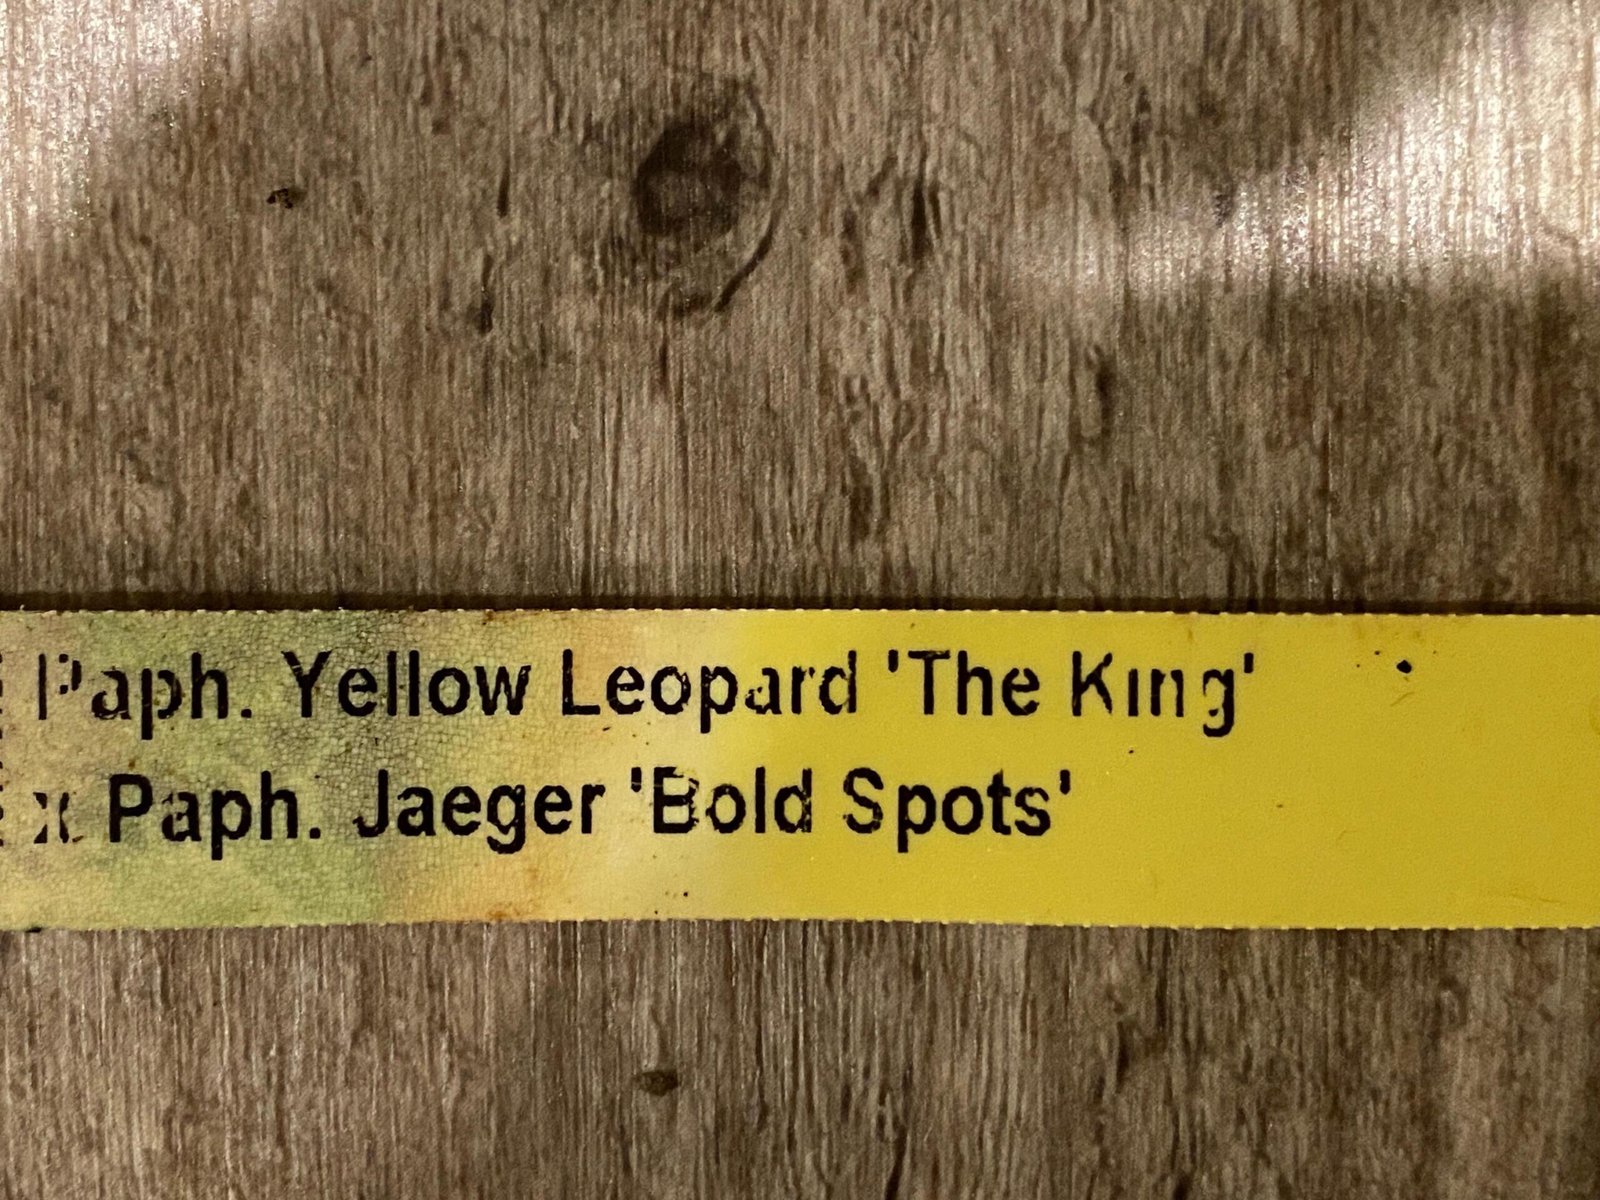 Paph. Yellow Leopard 'The King'
x Paph. Jaeger 'Bold Spots'